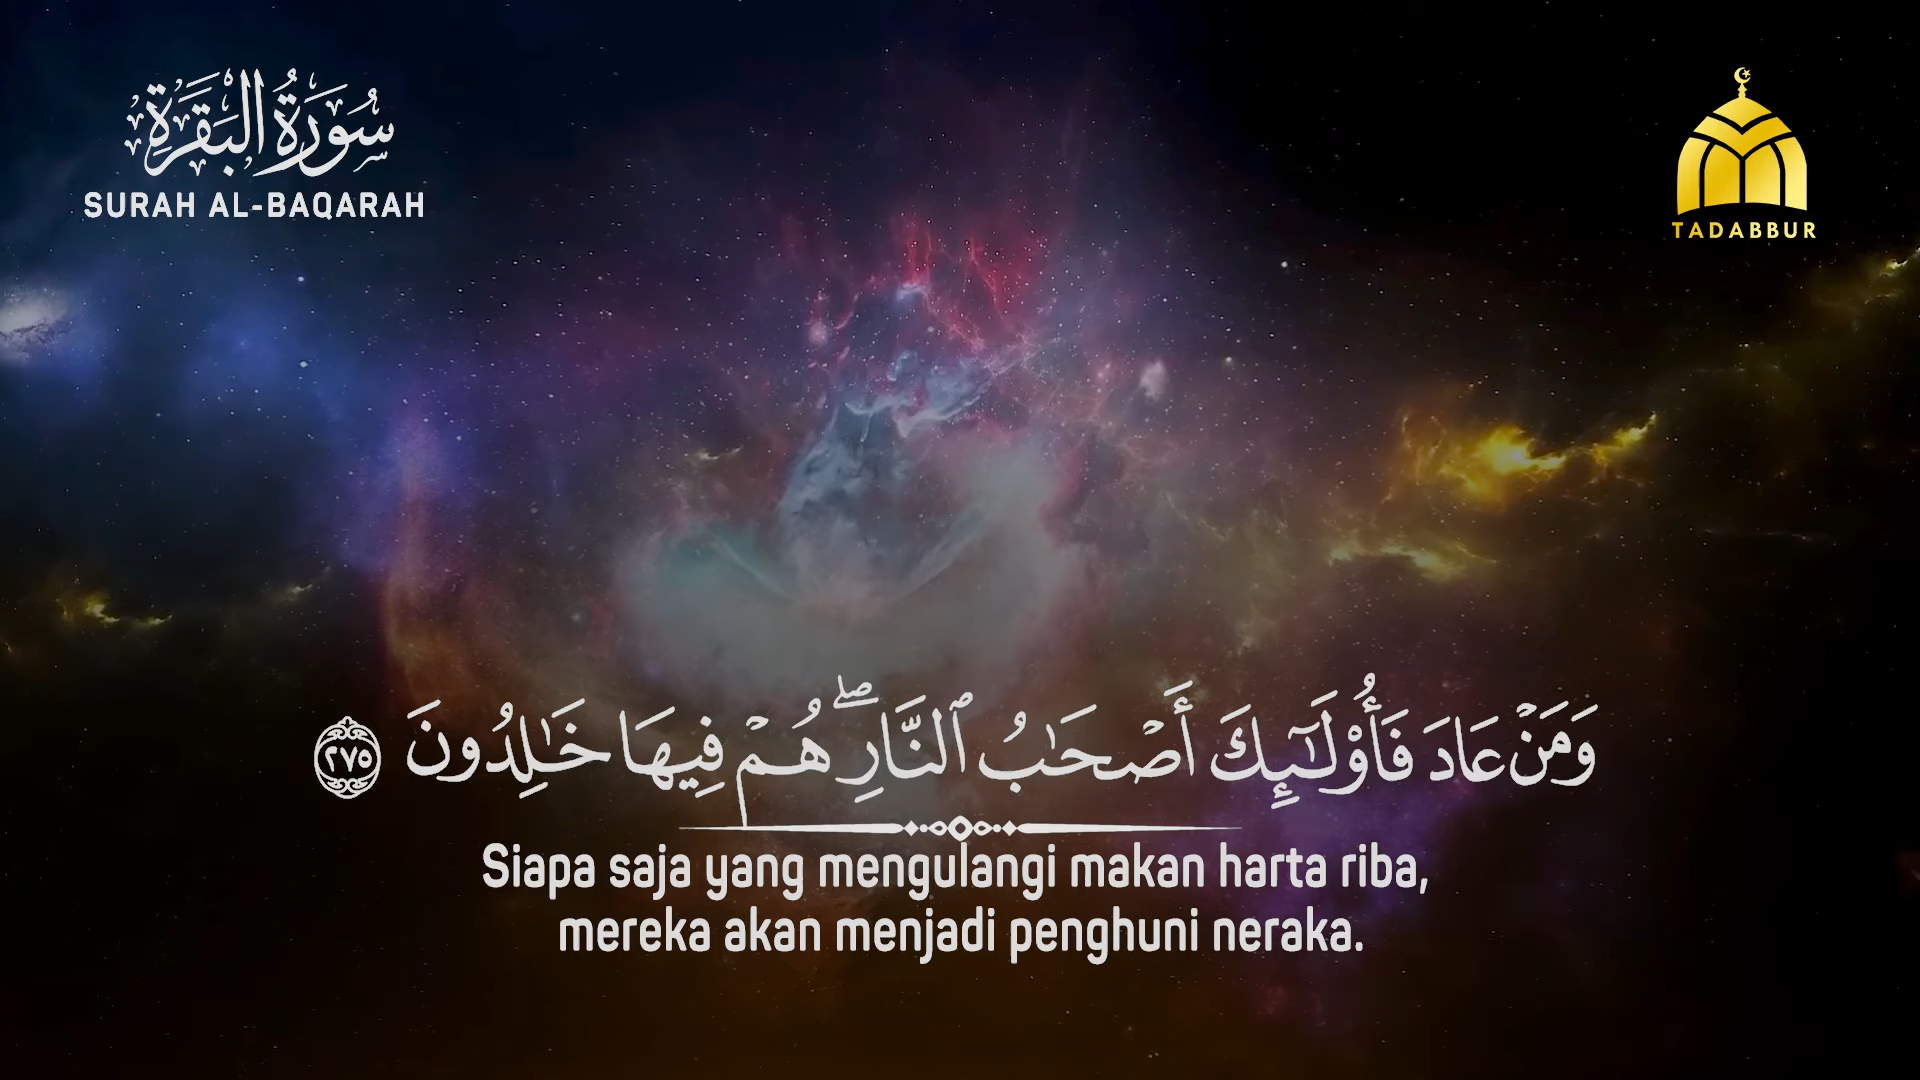 سُورَةُ الْبَقَرَةِ
SURAH AL-BAQARAH
TADABBUR
وَمَنۡ عَادَ فَأُوْلَـٰٓئِكَ أَصۡحَـٰبُ ٱلنَّارِۖ هُمۡ فِيهَا خَـٰلِدُونَ ٢٧٥
Siapa saja yang mengulangi makan harta riba,
mereka akan menjadi penghuni neraka.